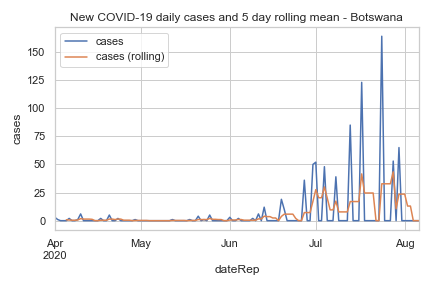 New COVID-19 daily cases and 5 day rolling mean - Botswana
cases
cases (rolling)
150
125
100
75
50
25
0
cases
Apr May Jun Jul Aug
2020
dateRep